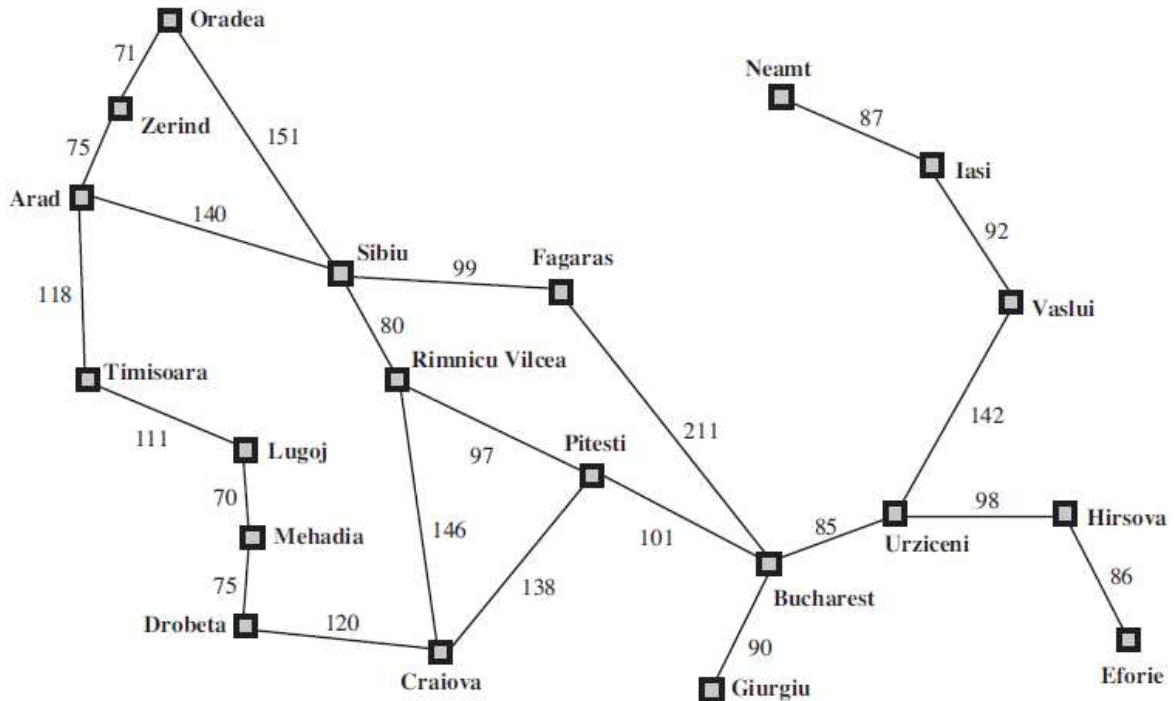 Oradea
71
Neamt
87
Zerind
151
75
Iasi
Arad
140
92
Sibiu
Fagaras
99
118
Vaslui
80
Timisoara
Rimnicu Vilcea
142
111
Lugoj
97
Pitesti
211
70
98
Hirsova
85
Mehadia
146
101
Urziceni
86
75
138
Bucharest
Drobeta
120
90
Craiova
Giurgiu
Eforie